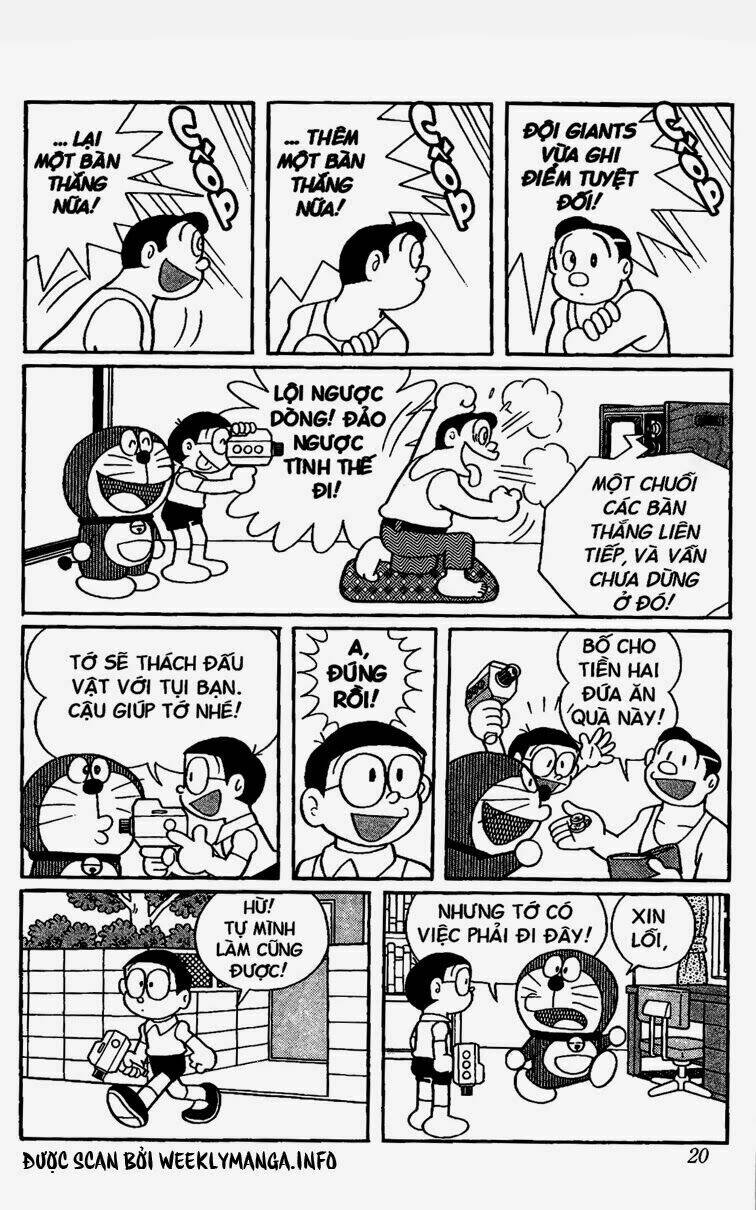 ĐỘI GIANTS
VỪA GHI
ĐIỂM TUYỆT
ĐỐI!
... THÊM
MỘT BÀN
THẮNG
NỮA!
... LẠI
MỘT BÀN
THẮNG
NỮA!
MỘT CHUỖI
CÁC BÀN
THẮNG LIÊN
TIẾP, VÀ VẪN
CHƯA DỪNG
Ở ĐÓ!
LỘI NGƯỢC
DÒNG! ĐẢO
NGƯỢC
TÌNH THẾ
ĐI!
BỐ CHO
TIỀN HAI
ĐỨA ĂN
QUÀ NÀY!
A,
ĐÚNG
RỒI!
TỚ SẼ THÁCH ĐẤU
VẬT VỚI TỤI BẠN.
CẬU GIÚP TỚ NHÉ!
XIN
LỖI,
NHƯNG TỚ CÓ
VIỆC PHẢI ĐI ĐÂY!
HỪ!
TỰ MÌNH
LÀM CŨNG
ĐƯỢC!
ĐƯỢC SCAN BỞI WEEKLYMANGA.INFO
20